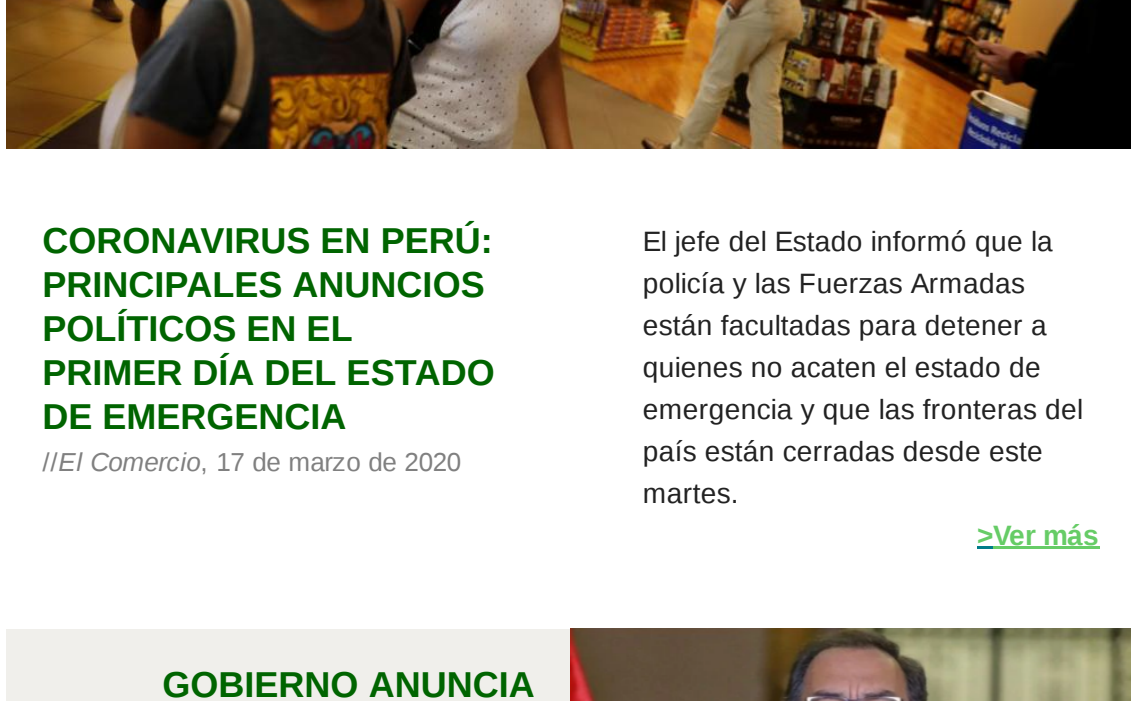 CORONAVIRUS EN PERÚ:
PRINCIPALES ANUNCIOS
POLÍTICOS EN EL
PRIMER DÍA DEL ESTADO
DE EMERGENCIA
//El Comercio, 17 de marzo de 2020
El jefe del Estado informó que la
policía y las Fuerzas Armadas
están facultadas para detener a
quienes no acaten el estado de
emergencia y que las fronteras del
país están cerradas desde este
martes.
>Ver más
GOBIERNO ANUNCIA